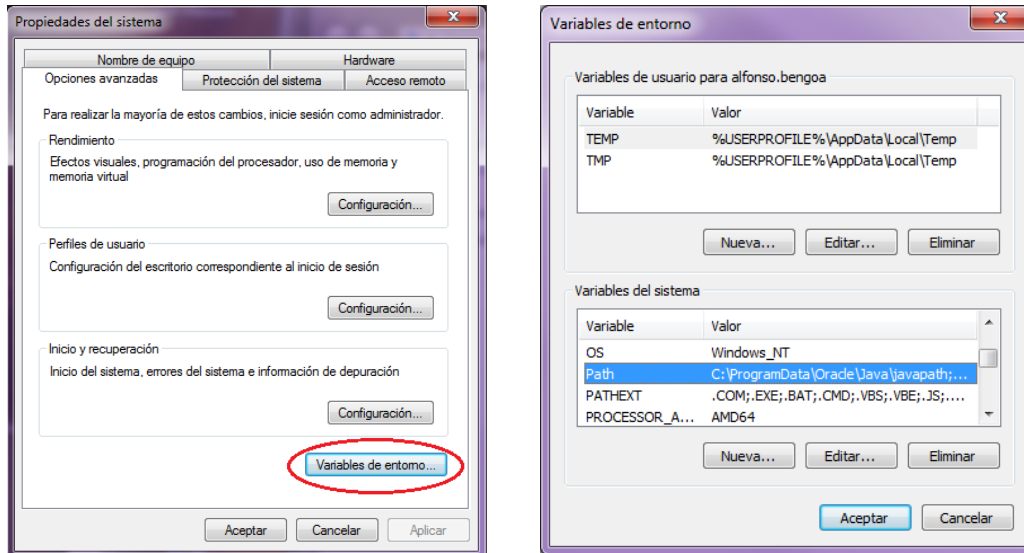 Propiedades del sistema
Nombre de equipo
Hardware
Opciones avanzadas
Protección del sistema
Acceso remoto
Para realizar la mayoría de estos cambios, inicie sesión como administrador.
Rendimiento
Efectos visuales, programación del procesador, uso de memoria y
memoria virtual
Configuración...
Perfiles de usuario
Configuración del escritorio correspondiente al inicio de sesión
Configuración...
Inicio y recuperación
Inicio del sistema, errores del sistema e información de depuración
Configuración...
Variables de entorno...
Aceptar
Cancelar
Aplicar
Variables de entorno
Variables de usuario para alfonso.bengoa
Variable Valor
TEMP %USERPROFILE%\AppData\Local\Temp
TMP %USERPROFILE%\AppData\Local\Temp
Nueva...
Editar...
Eliminar
Variables del sistema
Variable Valor
OS Windows_NT
Path C:\ProgramData\Oracle\Java\javapath;...
PATHEXT .COM;.EXE;.BAT;.CMD;.VBS;.VBE;.JS;....
PROCESSOR_A... AMD64
Nueva...
Editar...
Eliminar
Aceptar
Cancelar